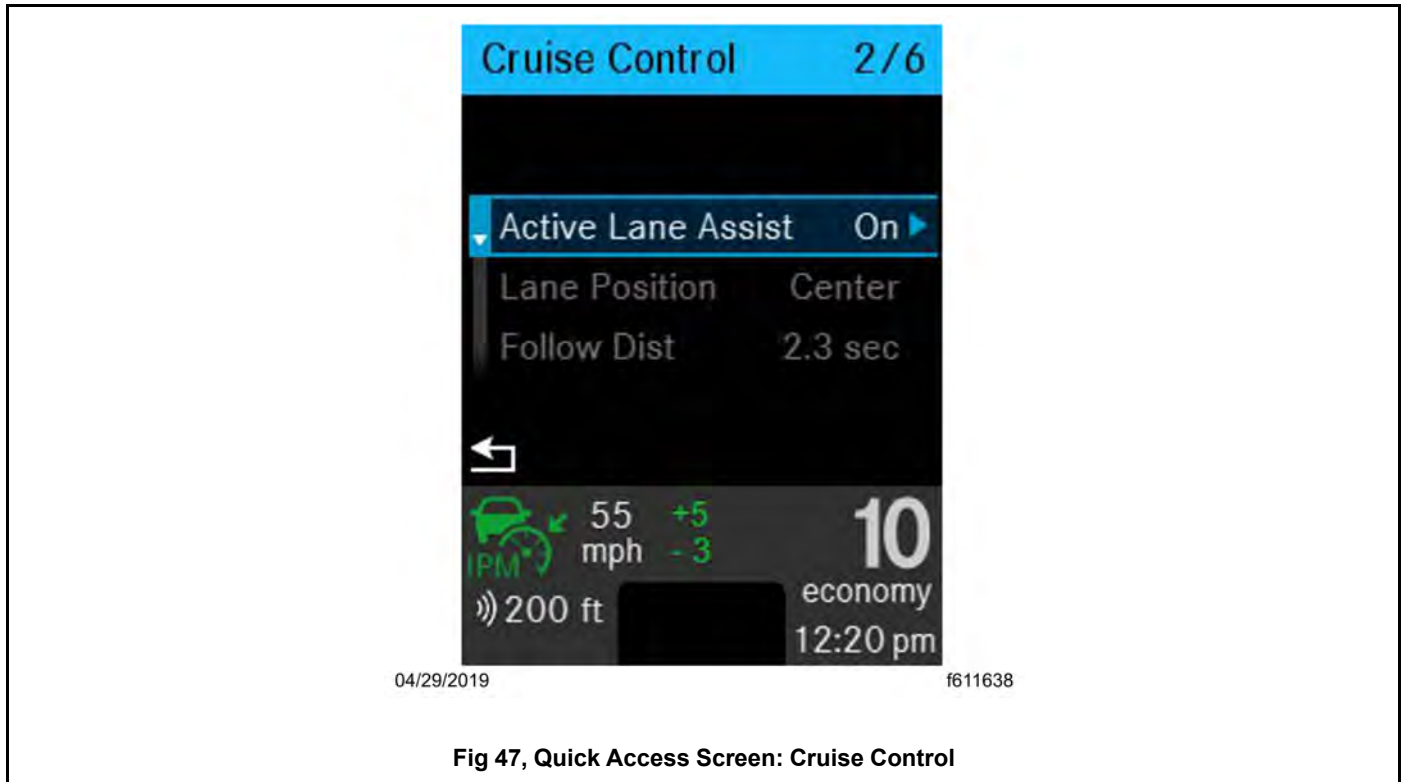 Cruise Control 2/6
Active Lane Assist On
Lane Position Center
Follow Dist 2.3 sec
55 +5
mph - 3
IPM
10
economy
200 ft
12:20 pm
04/29/2019 f611638
Fig 47, Quick Access Screen: Cruise Control